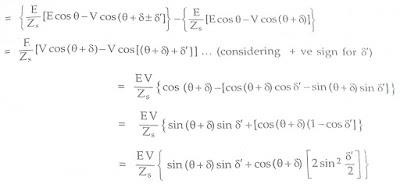 = {E/Zₛ [E cos θ – V cos (θ + δ ± δ')]} – {E/Zₛ [E cos θ – V cos (θ + δ)]}
= E/Zₛ [V cos (θ + δ) – V cos [(θ + δ) + δ']] ... (considering + ve sign for δ')
= EV/Zₛ {cos (θ + δ) – [cos (θ + δ) cos δ' – sin (θ + δ) sin δ']}
= EV/Zₛ {sin (θ + δ) sin δ' + [cos (θ + δ) (1 – cos δ']}
= EV/Zₛ {sin (θ + δ) sin δ' + cos (θ + δ) [2 sin² δ'/2]}